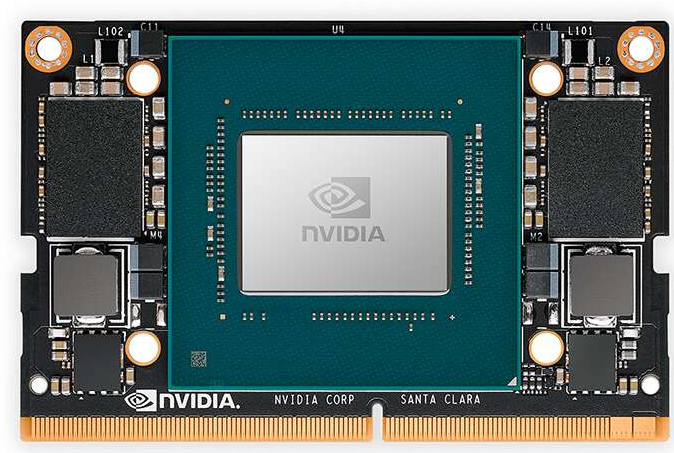 L102 C11 U4 C14 L101
L1 L2
NVIDIA
M4 M2
NVIDIA. NVIDIA CORP SANTA CLARA